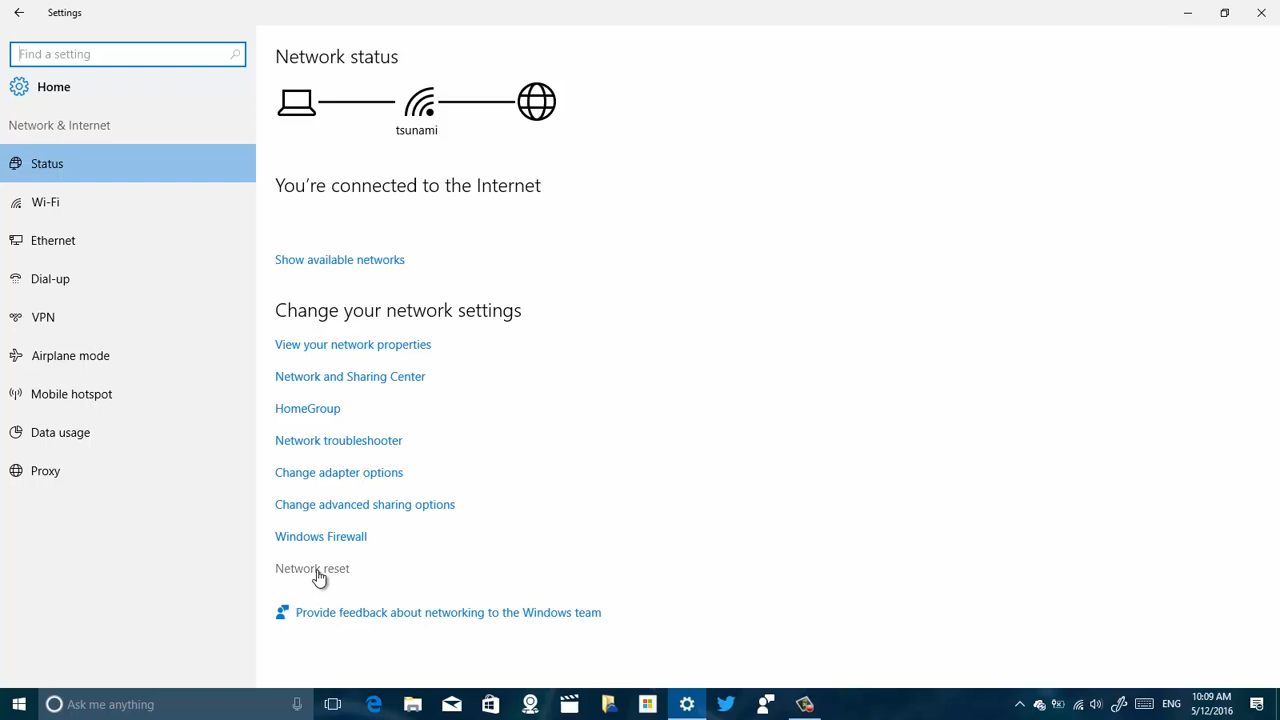 Settings
Find a setting
Home
Network & Internet
Status
Wi-Fi
Ethernet
Dial-up
VPN
Airplane mode
Mobile hotspot
Data usage
Proxy
Network status
tsunami
You're connected to the Internet
Show available networks
Change your network settings
View your network properties
Network and Sharing Center
HomeGroup
Network troubleshooter
Change adapter options
Change advanced sharing options
Windows Firewall
Network reset
Provide feedback about networking to the Windows team
Ask me anything
ENG
10:09 AM
5/12/2016